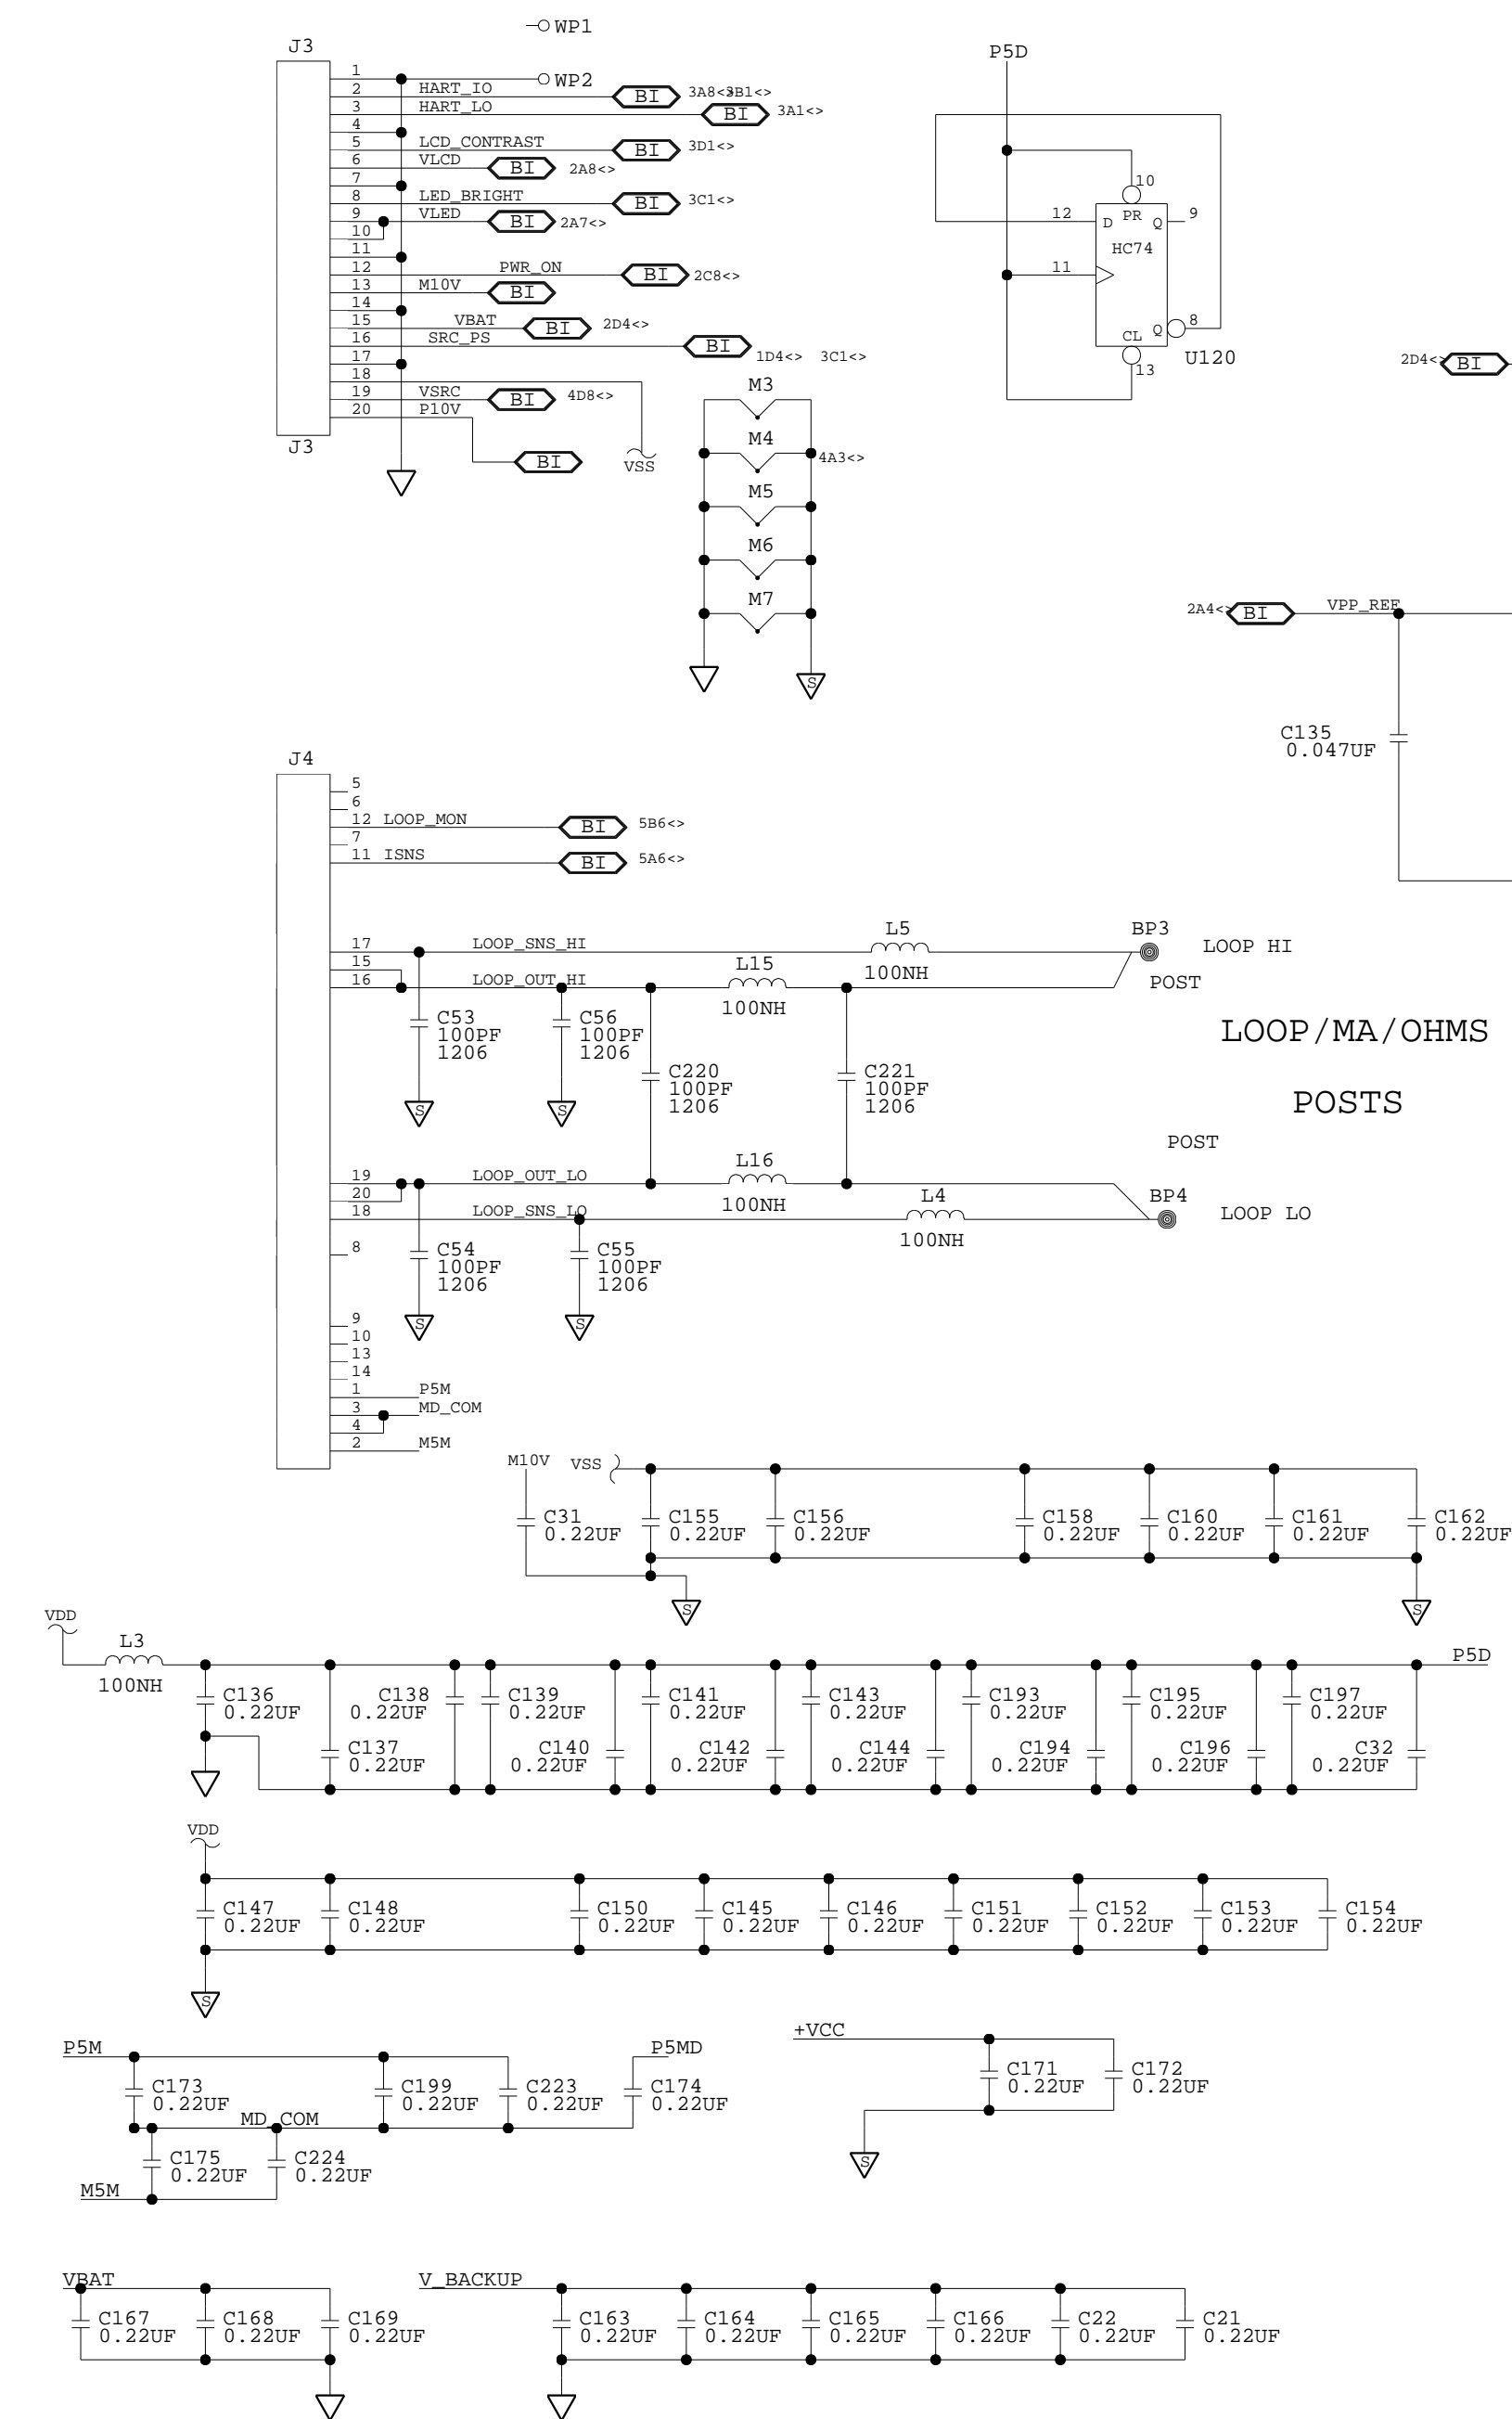 WP1
J3
1
WP2
2 HART_IO BI 3A8<> 3B1<>
3 HART_LO BI 3A1<>
4
5 LCD_CONTRAST BI 3D1<>
6 VLCD BI 2A8<>
7
8 LED_BRIGHT BI 3C1<>
9 VLED BI 2A7<>
10
11
12 PWR_ON BI 2C8<>
13 M10V BI
14
15 VBAT BI 2D4<>
16 SRC_PS BI 1D4<> 3C1<>
17
18
19 VSRC BI 4D8<>
20 P10V
J3
BI
VSS
P5D
10
12 D PR Q 9
HC74
11
Q 8
CL
13
U120
2D4<> BI
M3
M4
4A3<>
M5
M6
M7
S
2A4<> BI VPP_REF
C135
0.047UF
J4
5
6
12 LOOP_MON BI 5B6<>
7
11 ISNS BI 5A6<>
17 LOOP_SNS_HI L5 BP3 LOOP HI
15
16 LOOP_OUT_HI L15 100NH POST
100NH
C53
100PF
1206
C56
100PF
1206
C220
100PF
1206
C221
100PF
1206
S
S
LOOP/MA/OHMS
POSTS
POST
19 LOOP_OUT_LO L16
20
100NH
18 LOOP_SNS_LO L4 BP4 LOOP LO
100NH
8
C54
100PF
1206
C55
100PF
1206
S
S
9
10
13
14
1 P5M
3 MD_COM
4
2 M5M
M10V VSS
C31
0.22UF
C155
0.22UF
C156
0.22UF
C158
0.22UF
C160
0.22UF
C161
0.22UF
C162
0.22UF
S
S
VDD
L3
100NH
P5D
C136
0.22UF
C138
0.22UF
C139
0.22UF
C141
0.22UF
C143
0.22UF
C193
0.22UF
C195
0.22UF
C197
0.22UF
C137
0.22UF
C140
0.22UF
C142
0.22UF
C144
0.22UF
C194
0.22UF
C196
0.22UF
C32
0.22UF
VDD
C147
0.22UF
C148
0.22UF
C150
0.22UF
C145
0.22UF
C146
0.22UF
C151
0.22UF
C152
0.22UF
C153
0.22UF
C154
0.22UF
S
P5M
P5MD
C173
0.22UF
C199
0.22UF
C223
0.22UF
C174
0.22UF
MD_COM
C175
0.22UF
C224
0.22UF
M5M
+VCC
C171
0.22UF
C172
0.22UF
S
VBAT
C167
0.22UF
C168
0.22UF
C169
0.22UF
V_BACKUP
C163
0.22UF
C164
0.22UF
C165
0.22UF
C166
0.22UF
C22
0.22UF
C21
0.22UF